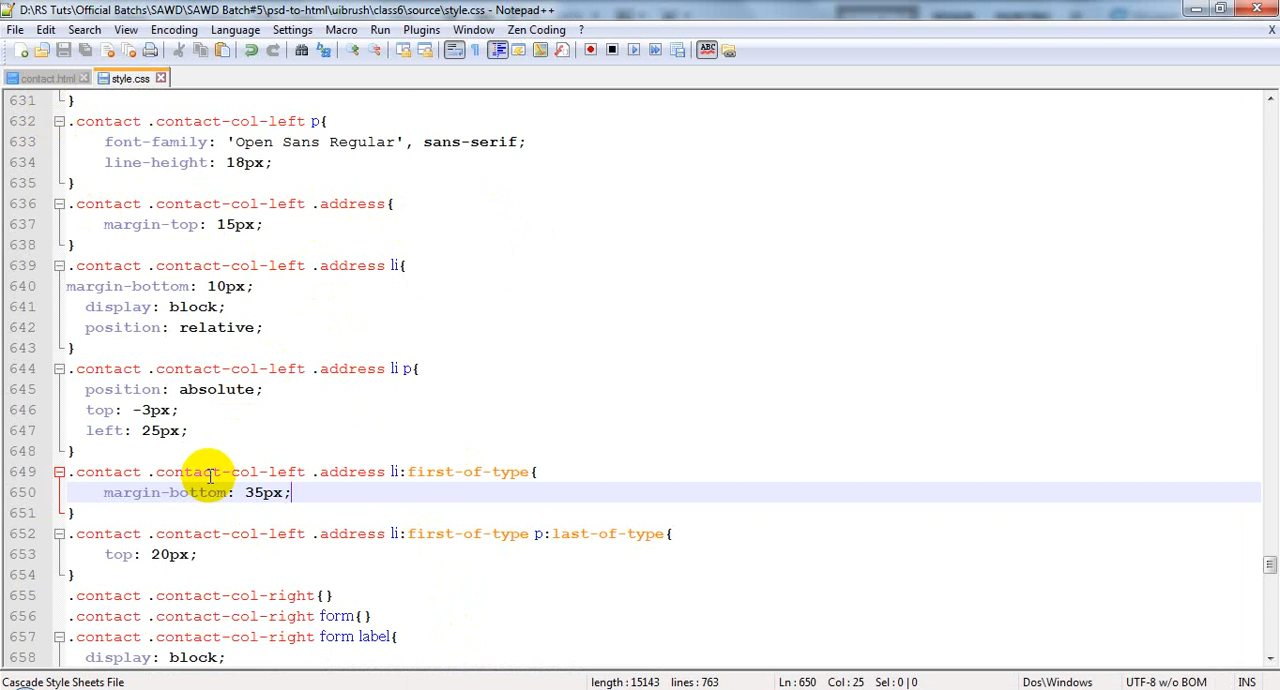 D:\RS Tuts\Official Batchs\SAWD\SAWD Batch#5\psd-to-html\uibrush\class6\source\style.css - Notepad++
File Edit Search View Encoding Language Settings Macro Run Plugins Window Zen Coding ? X
contact.html style.css
631 }
632 .contact .contact-col-left p{
633 font-family: 'Open Sans Regular', sans-serif;
634 line-height: 18px;
635 }
636 .contact .contact-col-left .address{
637 margin-top: 15px;
638 }
639 .contact .contact-col-left .address li{
640 margin-bottom: 10px;
641 display: block;
642 position: relative;
643 }
644 .contact .contact-col-left .address li p{
645 position: absolute;
646 top: -3px;
647 left: 25px;
648 }
649 .contact .contact-col-left .address li:first-of-type{
650 margin-bottom: 35px;
651 }
652 .contact .contact-col-left .address li:first-of-type p:last-of-type{
653 top: 20px;
654 }
655 .contact .contact-col-right{}
656 .contact .contact-col-right form{}
657 .contact .contact-col-right form label{
658 display: block;
Cascade Style Sheets File length : 15143 lines : 763 Ln : 650 Col : 25 Sel : 0 | 0 Dos\Windows UTF-8 w/o BOM INS